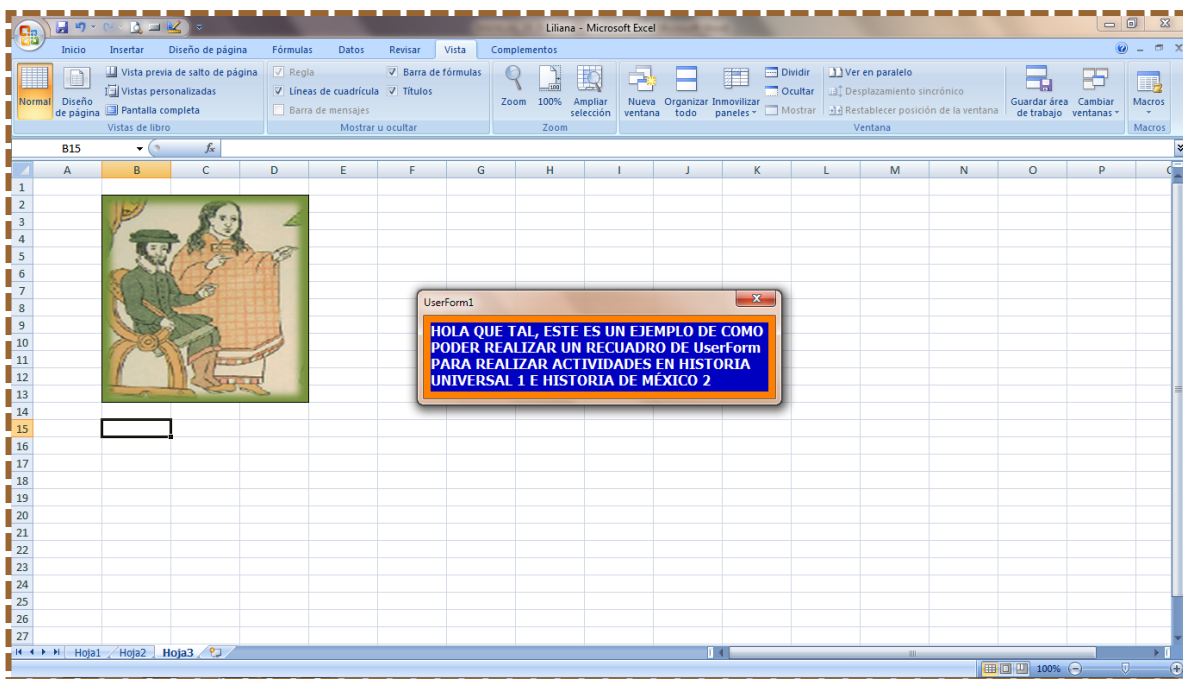 Liliana - Microsoft Excel
Inicio Insertar Diseño de página Fórmulas Datos Revisar Vista Complementos
Normal
Diseño de página
Vista previa de salto de página
Vistas personalizadas
Pantalla completa
Vistas de libro
Regla
Líneas de cuadrícula
Barra de mensajes
Barra de fórmulas
Títulos
Mostrar u ocultar
Zoom
100%
Ampliar selección
Zoom
Nueva ventana
Organizar todo
Inmovilizar paneles
Dividir
Ocultar
Mostrar
Ver en paralelo
Desplazamiento sincrónico
Restablecer posición de la ventana
Guardar área de trabajo
Cambiar ventanas
Ventana
Macros
Macros
B15
fx
A B C D E F G H I J K L M N O P
1
2
3
4
5
6
7
8
9
10
11
12
13
14
15
16
17
18
19
20
21
22
23
24
25
26
27
UserForm1
HOLA QUE TAL, ESTE ES UN EJEMPLO DE COMO
PODER REALIZAR UN RECUADRO DE UserForm
PARA REALIZAR ACTIVIDADES EN HISTORIA
UNIVERSAL 1 E HISTORIA DE MÉXICO 2
Hoja1 Hoja2 Hoja3
100%